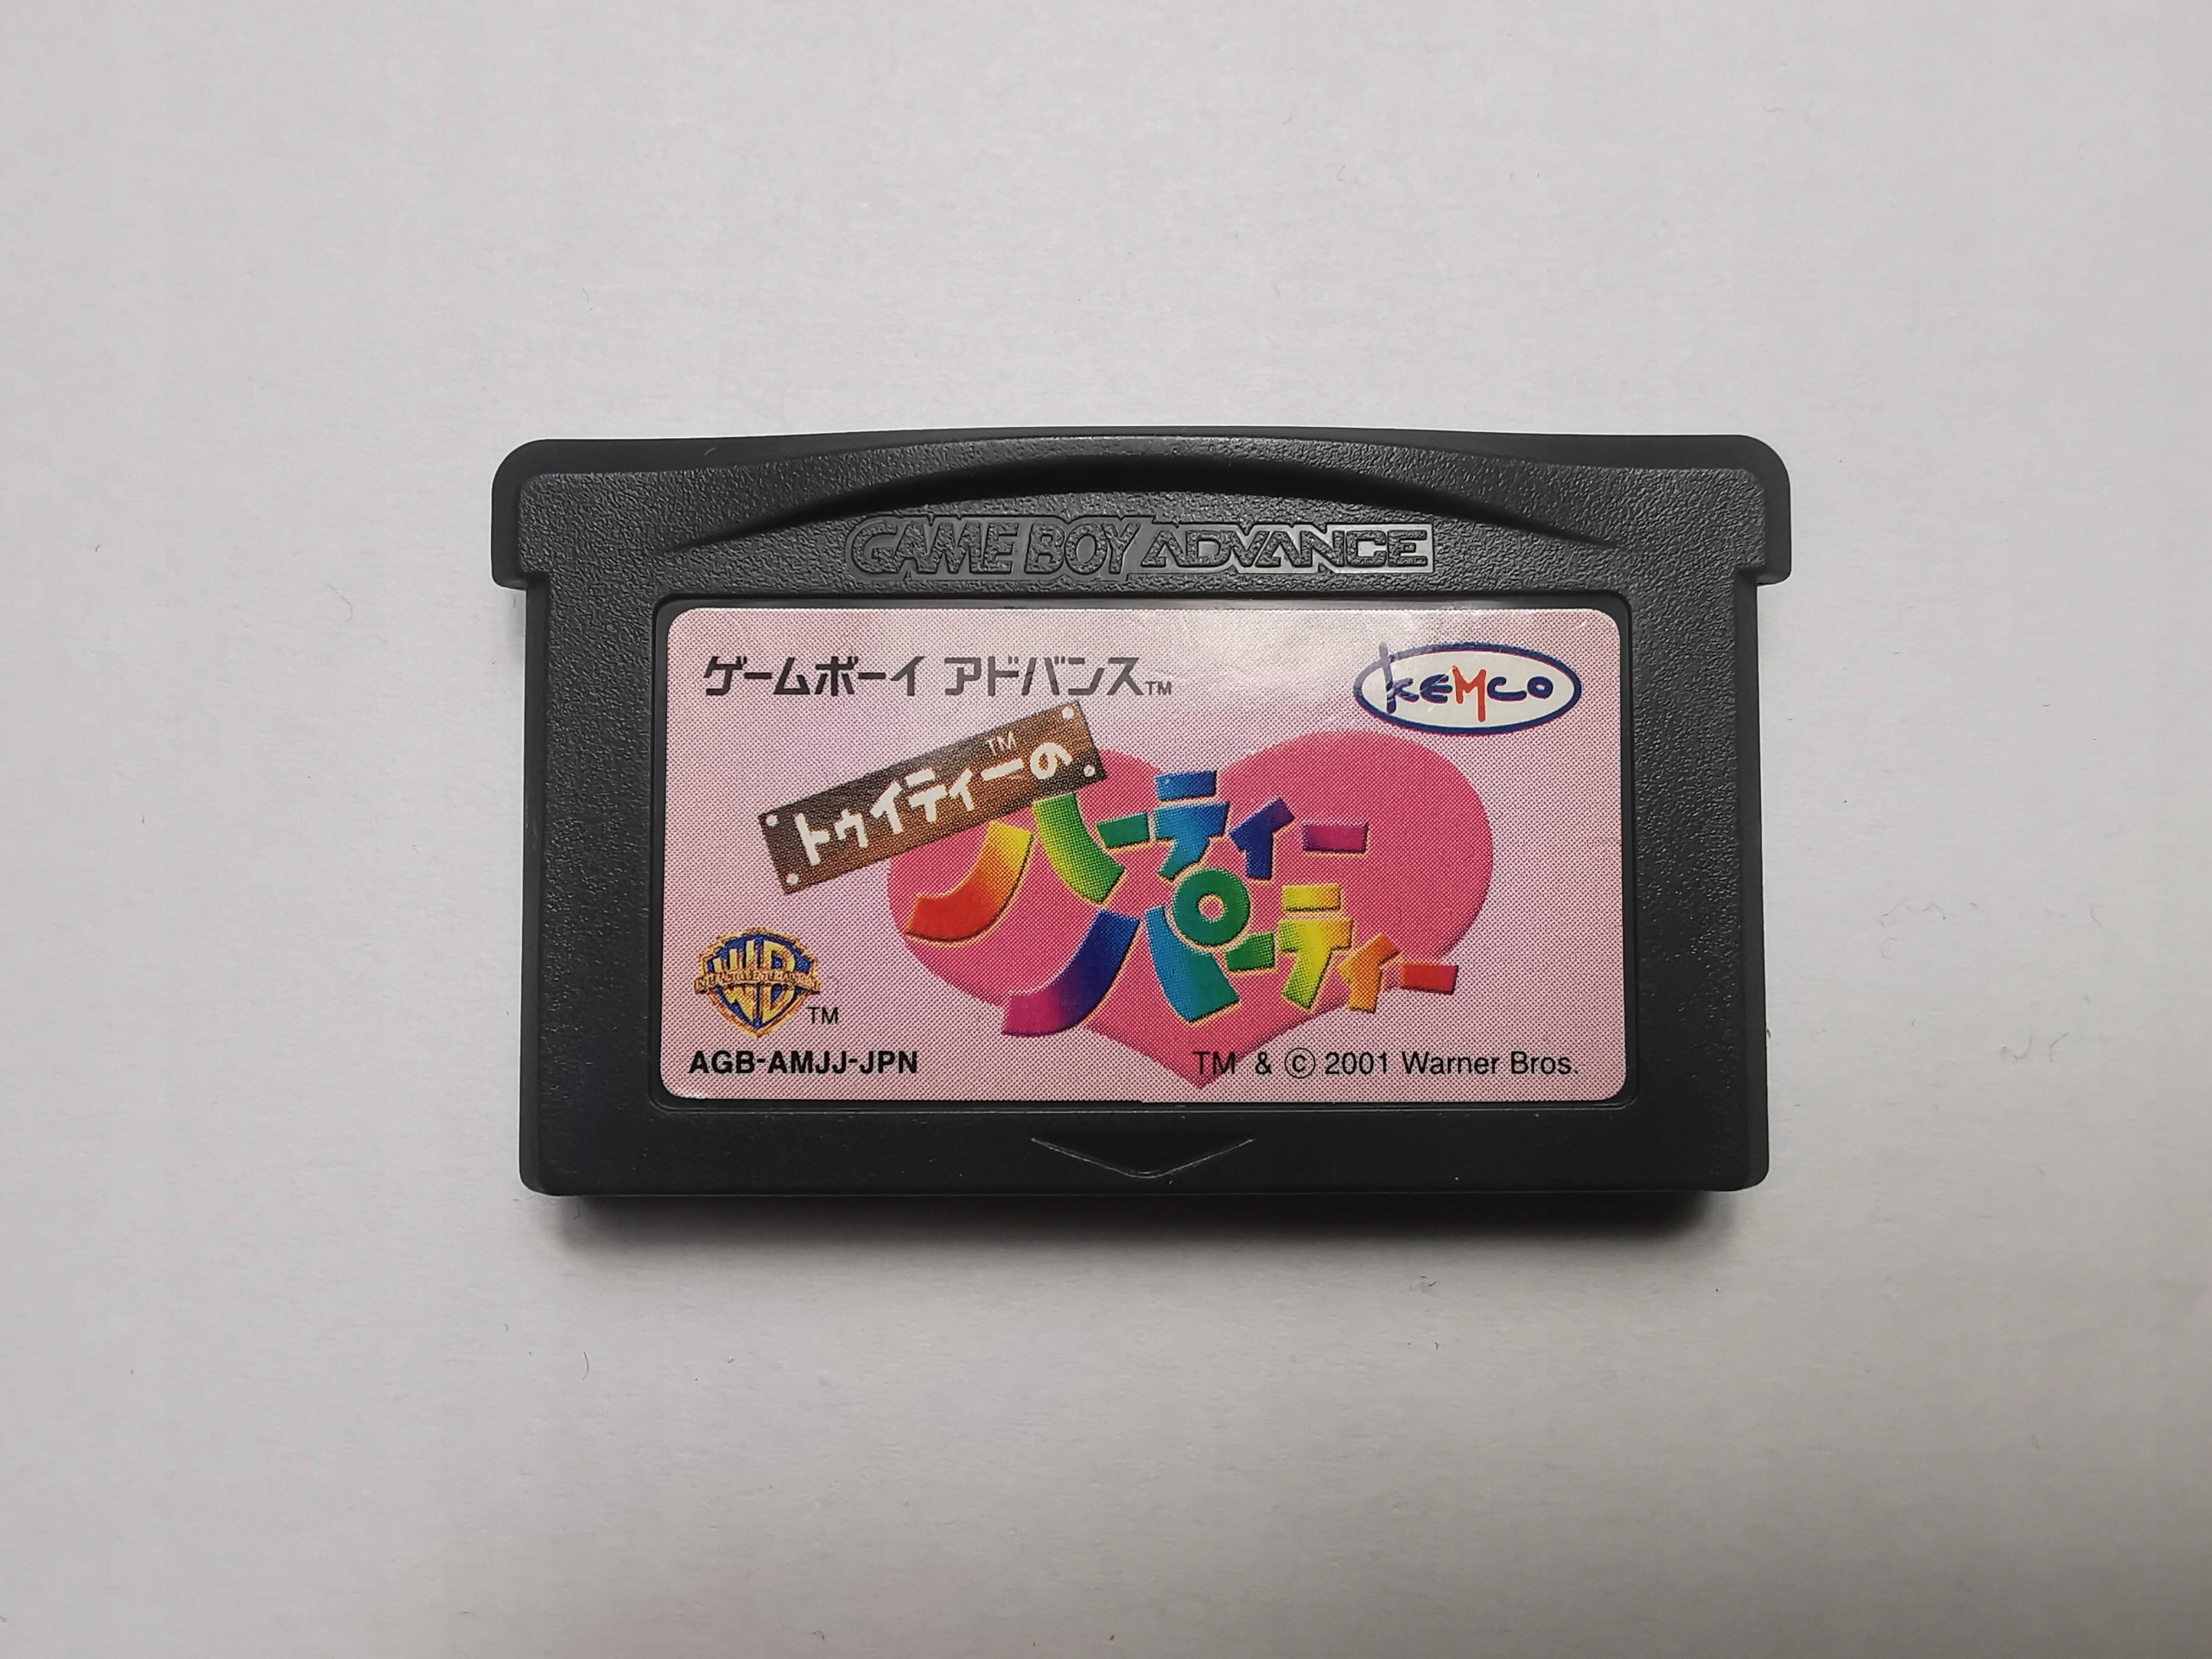 GAME BOY ADVANCE
ゲームボーイ アドバンス™
KEMCO
トゥイティー™の
ハーティー
パーティー
WB
TM
AGB-AMJJ-JPN
TM & © 2001 Warner Bros.